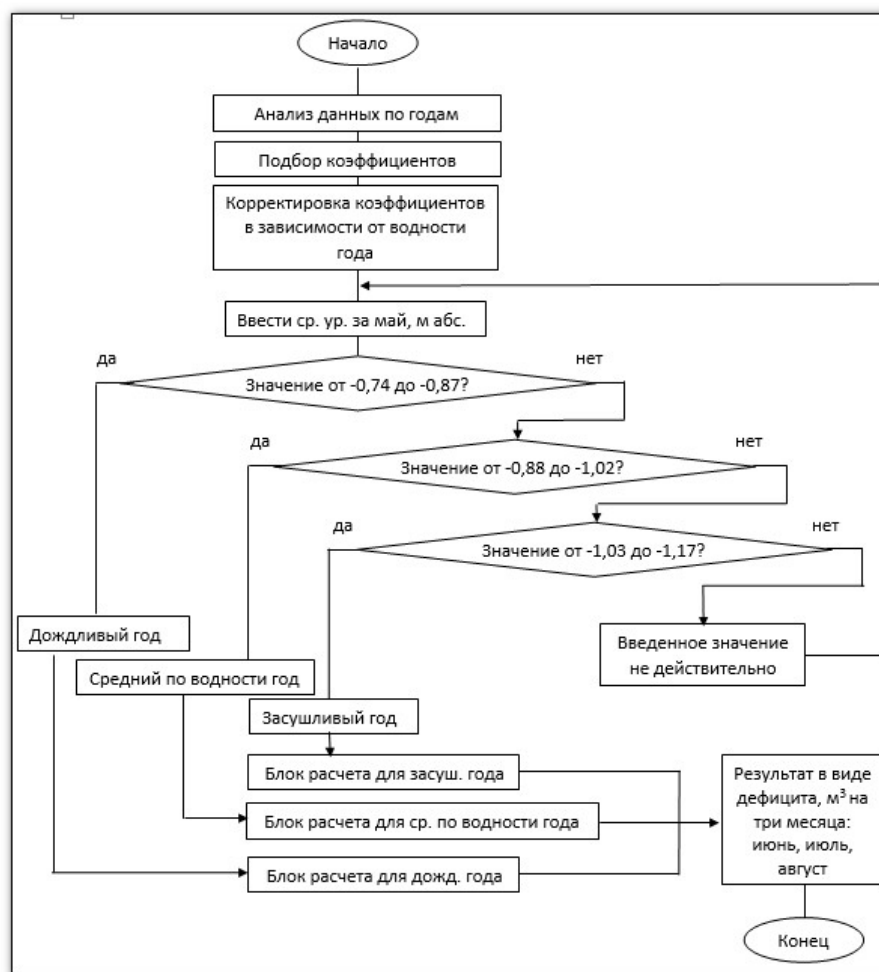 Начало
Анализ данных по годам
Подбор коэффициентов
Корректировка коэффициентов
в зависимости от водности
года
Ввести ср. ур. за май, м абс.
да
нет
Значение от -0,74 до -0,87?
да
нет
Значение от -0,88 до -1,02?
да
нет
Значение от -1,03 до -1,17?
Дождливый год
Введенное значение
не действительно
Средний по водности год
Засушливый год
Блок расчета для засуш. года
Блок расчета для ср. по водности года
Блок расчета для дожд. года
Результат в виде
дефицита, м³ на
три месяца:
июнь, июль,
август
Конец